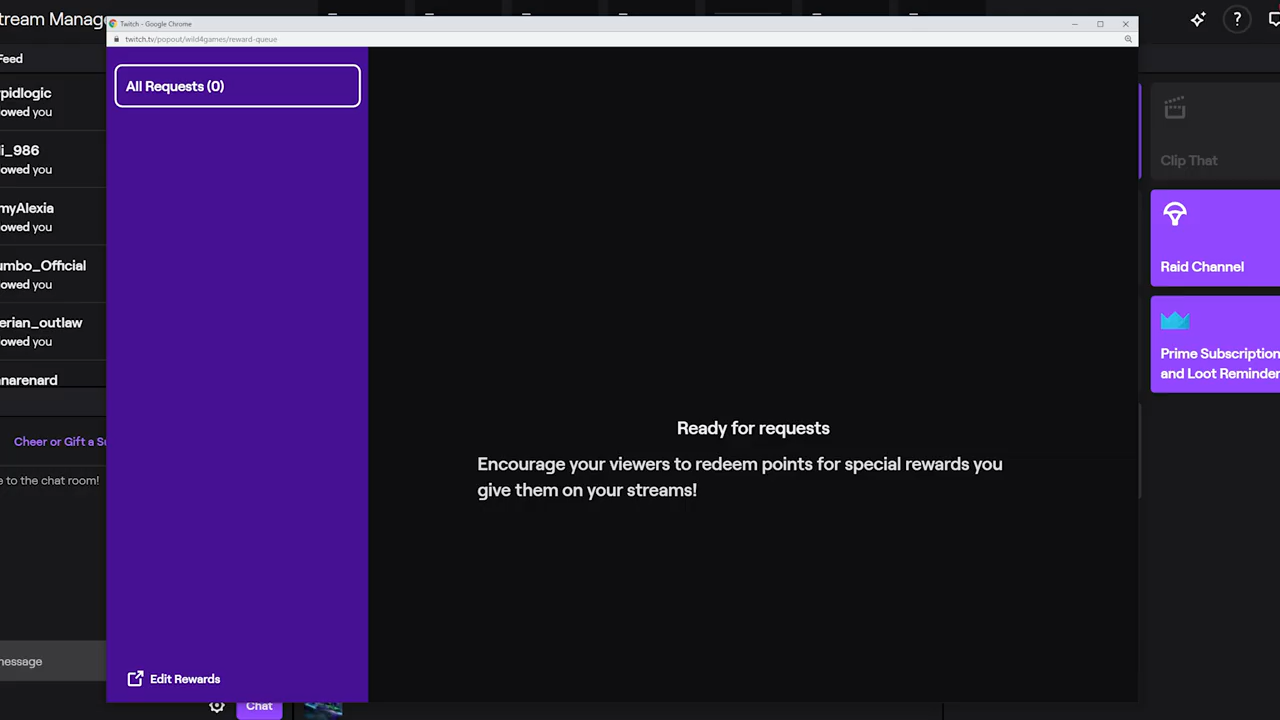 tream Manag
Twitch - Google Chrome
twitch.tv/popout/wild4games/reward-queue
Feed
pidlogic
owed you
li_986
owed you
myAlexia
owed you
umbo_Official
owed you
erian_outlaw
owed you
narenard
Cheer or Gift a Su
e to the chat room!
nessage
Chat
All Requests (0)
Edit Rewards
Ready for requests
Encourage your viewers to redeem points for special rewards you
give them on your streams!
?
Clip That
Raid Channel
Prime Subscription
and Loot Reminder